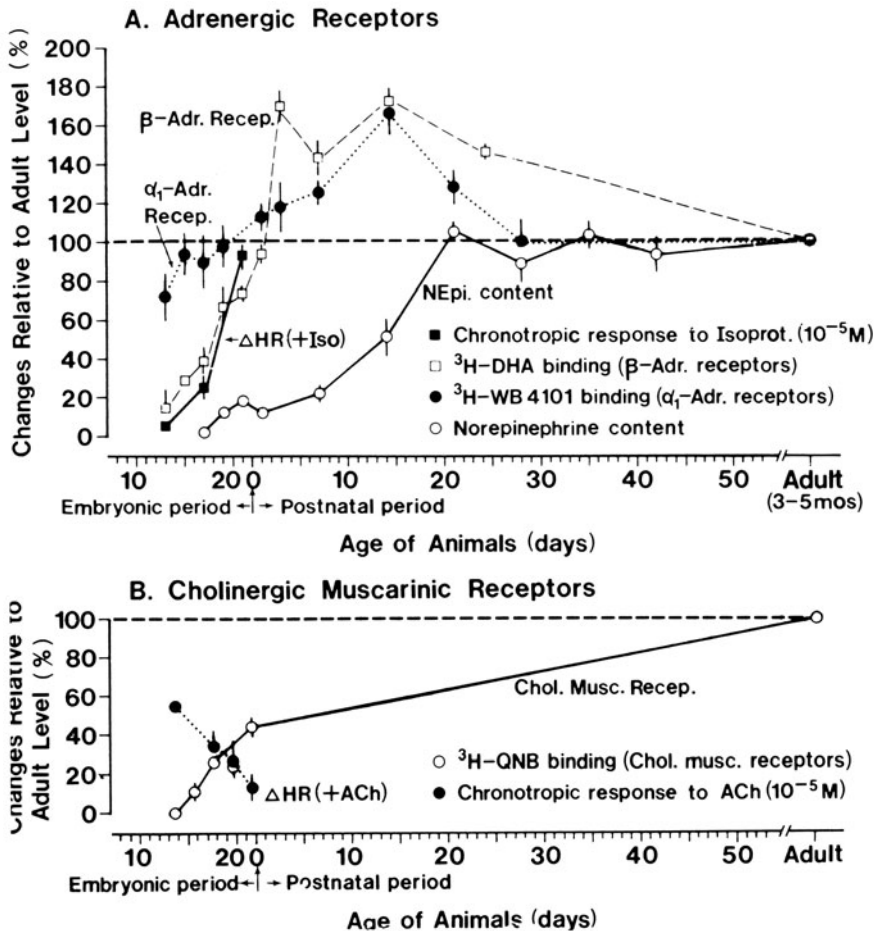 A. Adrenergic Receptors
Changes Relative to Adult Level (%)
200
180
160
140
120
100
80
60
40
20
0
β-Adr. Recep.
α₁-Adr.
Recep.
ΔHR(+Iso)
NEpi. content
■ Chronotropic response to Isoprot. (10⁻⁵M)
□ ³H-DHA binding (β-Adr. receptors)
● ³H-WB 4101 binding (α₁-Adr. receptors)
○ Norepinephrine content
10 20 0 10 20 30 40 50 Adult
(3-5mos)
Embryonic period ←|→ Postnatal period
Age of Animals (days)
B. Cholinergic Muscarinic Receptors
Changes Relative to
Adult Level (%)
100
80
60
40
20
0
Chol. Musc. Recep.
ΔHR(+ACh)
○ ³H-QNB binding (Chol. musc. receptors)
● Chronotropic response to ACh (10⁻⁵M)
10 20 0 10 20 30 40 50 Adult
Embryonic period ←|→ Postnatal period
Age of Animals (days)